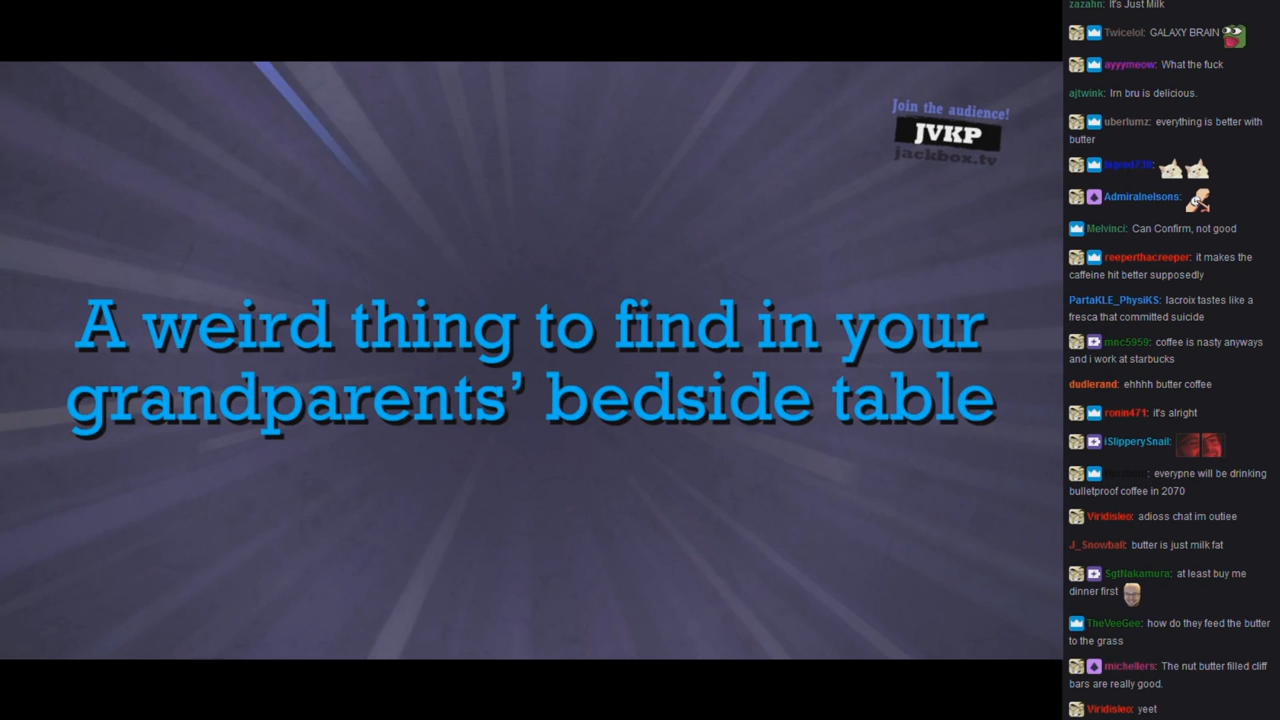 Join the audience!
JVKP
jackbox.tv
A weird thing to find in your
grandparents’ bedside table
zazahn: It's Just Milk
Twicelol: GALAXY BRAIN
ayyymeow: What the fuck
ajtwink: Irn bru is delicious.
uberlumz: everything is better with
butter
Admiralnelsons:
Melvinci: Can Confirm, not good
reeperthacreeper: it makes the
caffeine hit better supposedly
PartaKLE_PhysiKS: lacroix tastes like a
fresca that committed suicide
mnc5959: coffee is nasty anyways
and i work at starbucks
dudlerand: ehhhh butter coffee
ronin471: it's alright
iSlipperySnail:
: everypne will be drinking
bulletproof coffee in 2070
Viridisleo: adioss chat im outiee
J_Snowball: butter is just milk fat
SgtNakamura: at least buy me
dinner first
TheVeeGee: how do they feed the butter
to the grass
michellers: The nut butter filled cliff
bars are really good.
Viridisleo: yeet